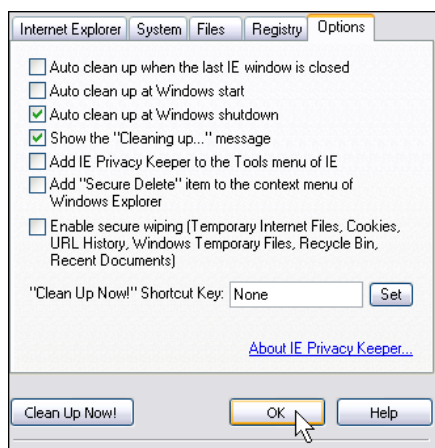 Internet Explorer System Files Registry Options
Auto clean up when the last IE window is closed
Auto clean up at Windows start
Auto clean up at Windows shutdown
Show the "Cleaning up..." message
Add IE Privacy Keeper to the Tools menu of IE
Add "Secure Delete" item to the context menu of
Windows Explorer
Enable secure wiping (Temporary Internet Files, Cookies,
URL History, Windows Temporary Files, Recycle Bin,
Recent Documents)
"Clean Up Now!" Shortcut Key: None Set
About IE Privacy Keeper...
Clean Up Now! OK Help